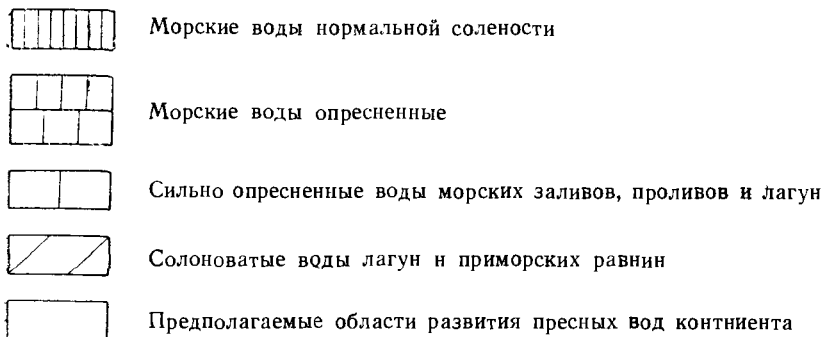 Морские воды нормальной солености
Морские воды опресненные
Сильно опресненные воды морских заливов, проливов и лагун
Солоноватые воды лагун н приморских равнин
Предполагаемые области развития пресных вод контниента